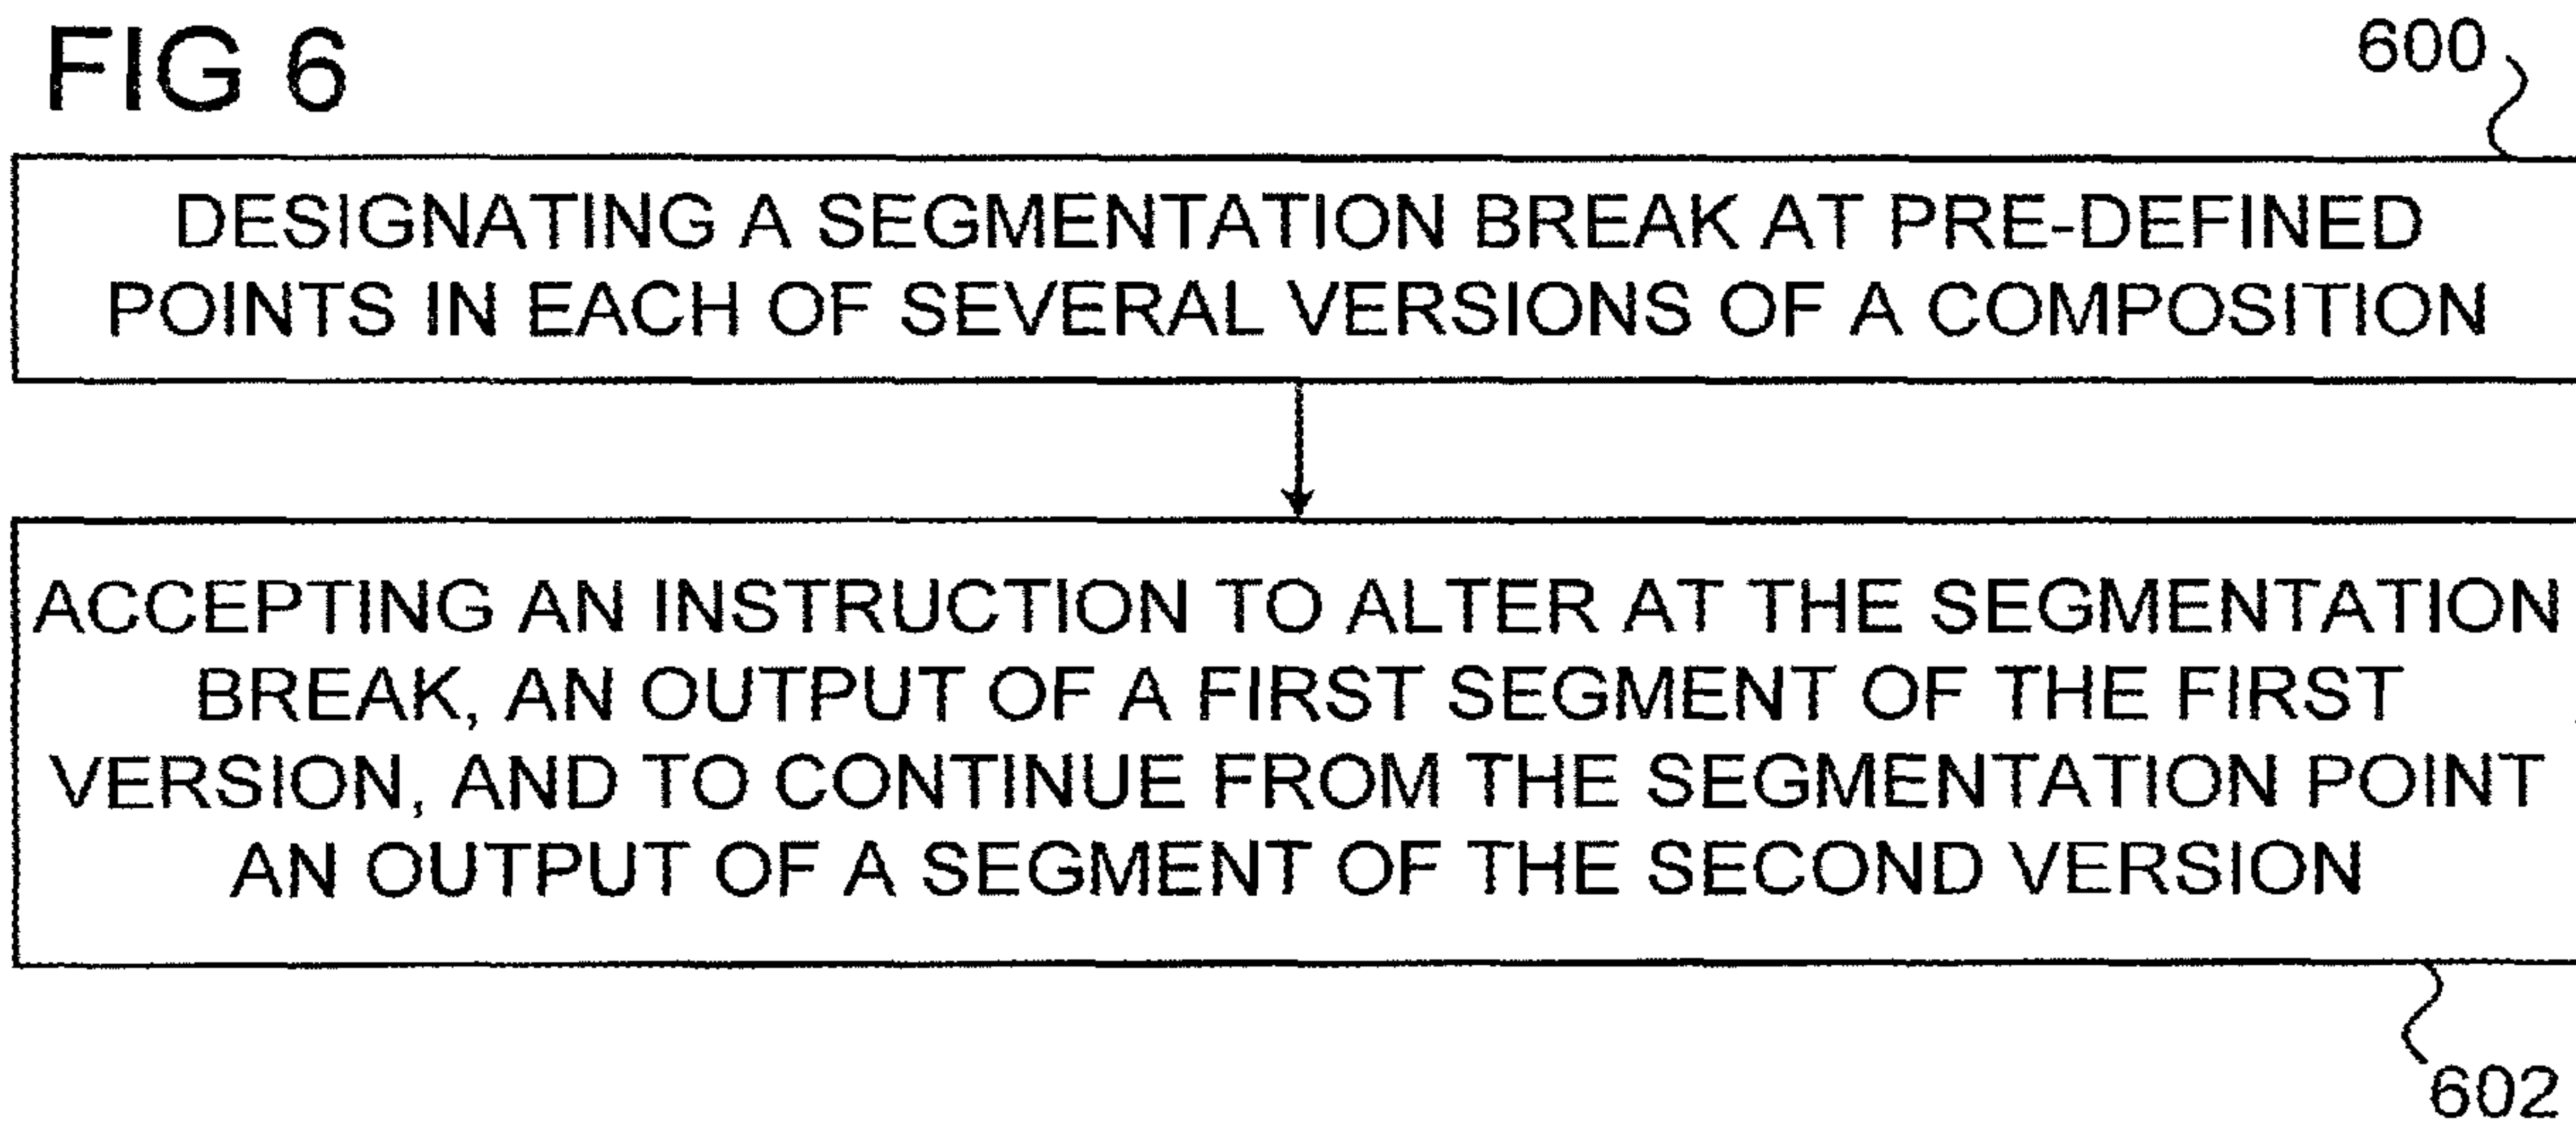 FIG 6
600
DESIGNATING A SEGMENTATION BREAK AT PRE-DEFINED
POINTS IN EACH OF SEVERAL VERSIONS OF A COMPOSITION
ACCEPTING AN INSTRUCTION TO ALTER AT THE SEGMENTATION
BREAK, AN OUTPUT OF A FIRST SEGMENT OF THE FIRST
VERSION, AND TO CONTINUE FROM THE SEGMENTATION POINT
AN OUTPUT OF A SEGMENT OF THE SECOND VERSION
602